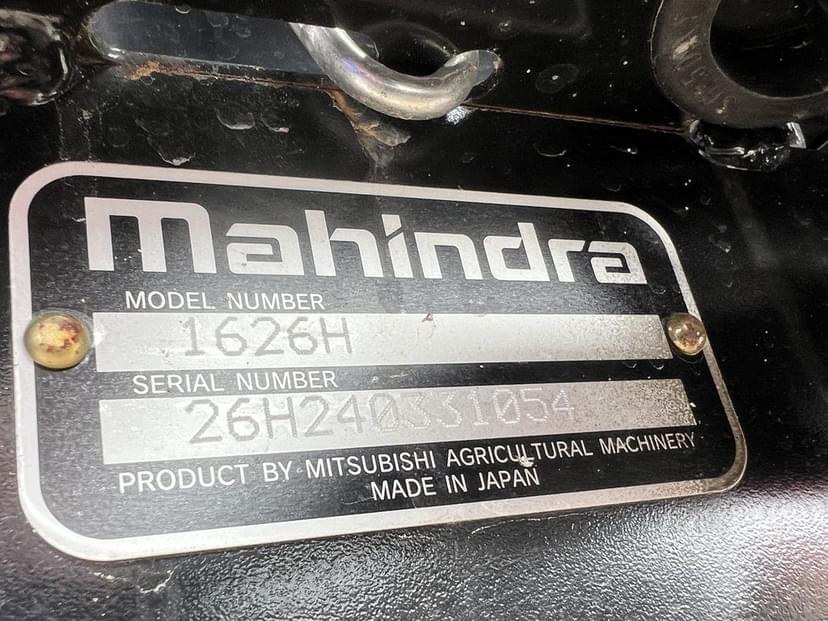 mahindra
MODEL NUMBER
1626H
SERIAL NUMBER
26H240331054
PRODUCT BY MITSUBISHI AGRICULTURAL MACHINERY
MADE IN JAPAN